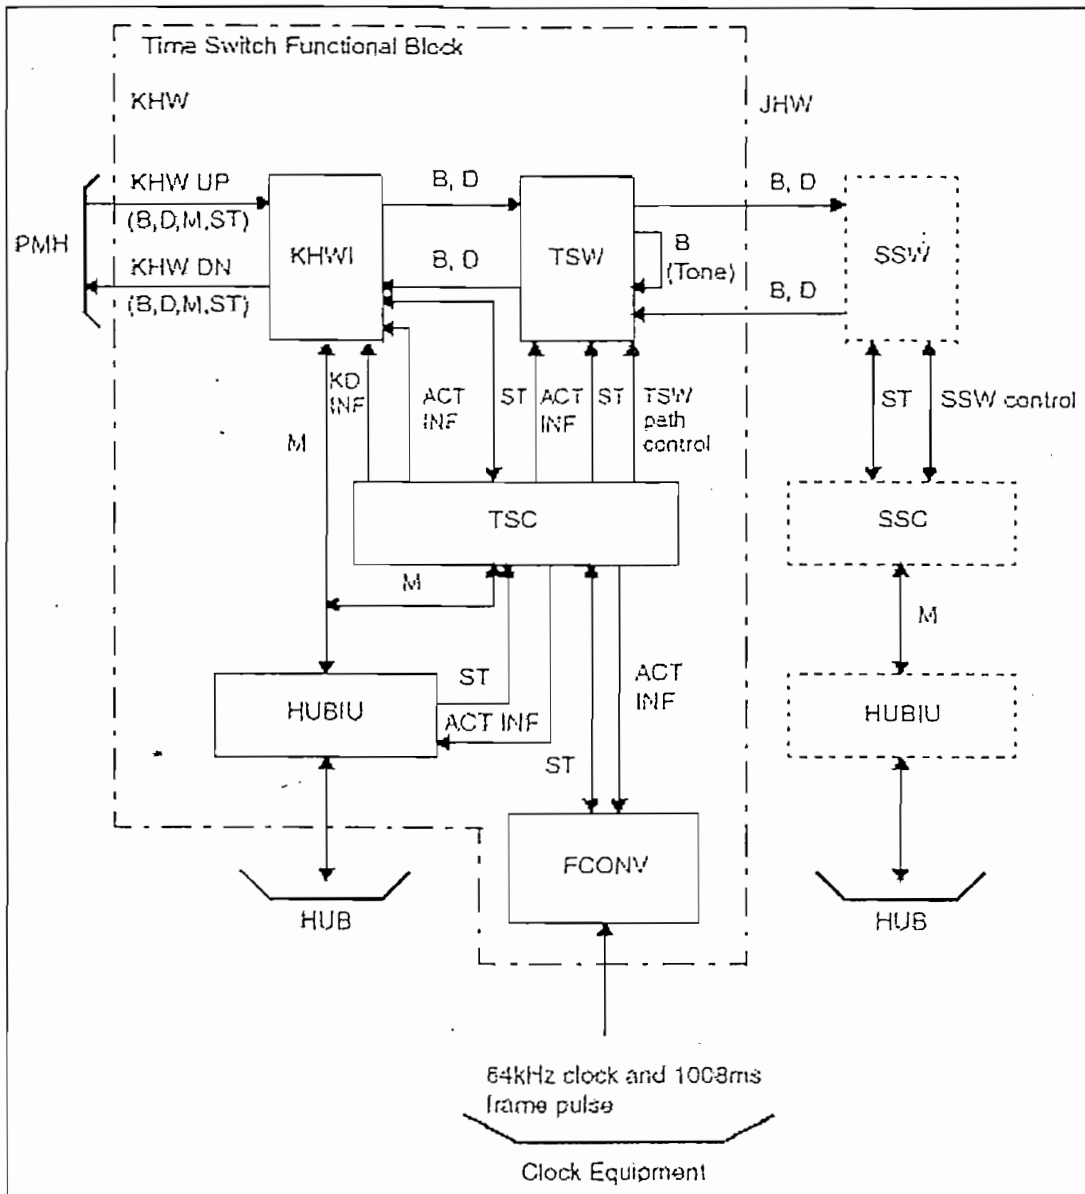 Time Switch Functional Block
KHW
JHW
KHW UP
(B,D,M,ST)
PMH
KHW DN
(B,D,M,ST)
KHWI
B, D
B, D
TSW
B
(Tone)
B, D
B, D
SSW
KD
INF
ACT
INF
ST
ACT
INF
ST
TSW
path
control
M
ST
SSW control
TSC
SSC
M
M
ST
ACT INF
HUBIU
ACT
INF
ST
HUBIU
FCONV
HUB
HUB
64kHz clock and 1008ms
frame pulse
Clock Equipment